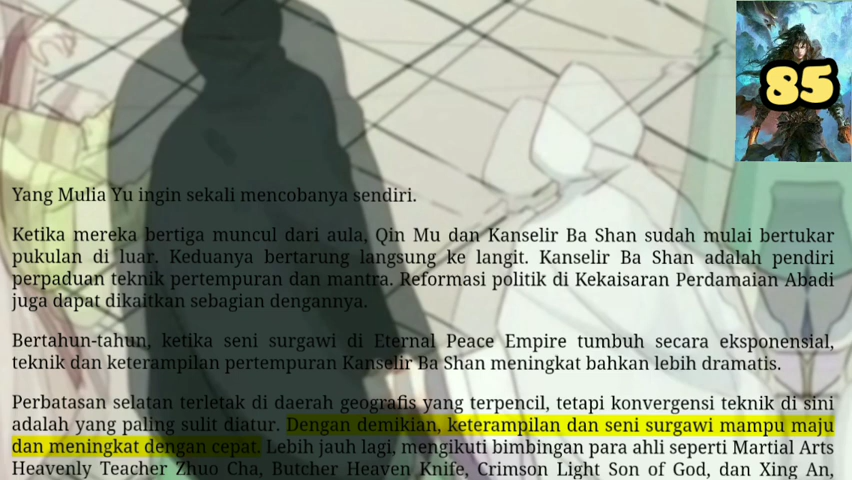 85
Yang Mulia Yu ingin sekali mencobanya sendiri.
Ketika mereka bertiga muncul dari aula, Qin Mu dan Kanselir Ba Shan sudah mulai bertukar
pukulan di luar. Keduanya bertarung langsung ke langit. Kanselir Ba Shan adalah pendiri
perpaduan teknik pertempuran dan mantra. Reformasi politik di Kekaisaran Perdamaian Abadi
juga dapat dikaitkan sebagian dengannya.
Bertahun-tahun, ketika seni surgawi di Eternal Peace Empire tumbuh secara eksponensial,
teknik dan keterampilan pertempuran Kanselir Ba Shan meningkat bahkan lebih dramatis.
Perbatasan selatan terletak di daerah geografis yang terpencil, tetapi konvergensi teknik di sini
adalah yang paling sulit diatur. Dengan demikian, keterampilan dan seni surgawi mampu maju
dan meningkat dengan cepat. Lebih jauh lagi, mengikuti bimbingan para ahli seperti Martial Arts
Heavenly Teacher Zhuo Cha, Butcher Heaven Knife, Crimson Light Son of God, dan Xing An,